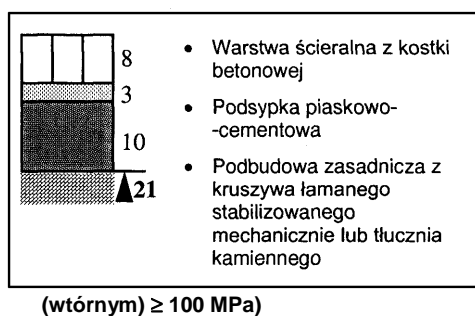 8
3
10
21
• Warstwa ścieralna z kostki
betonowej
• Podsypka piaskowo-
-cementowa
• Podbudowa zasadnicza z
kruszywa łamanego
stabilizowanego
mechanicznie lub tłucznia
kamiennego
(wtórnym) ≥ 100 MPa)